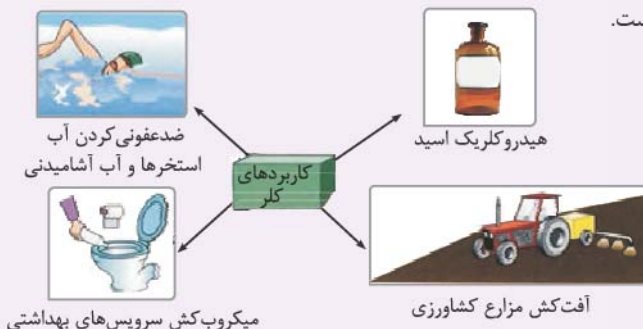 ست.
ضدعفونی‌کردن آب
استخرها و آب آشامیدنی
هیدروکلریک اسید
کاربردهای
کلر
میکروب‌کش سرویس‌های بهداشتی
آفت‌کش مزارع کشاورزی